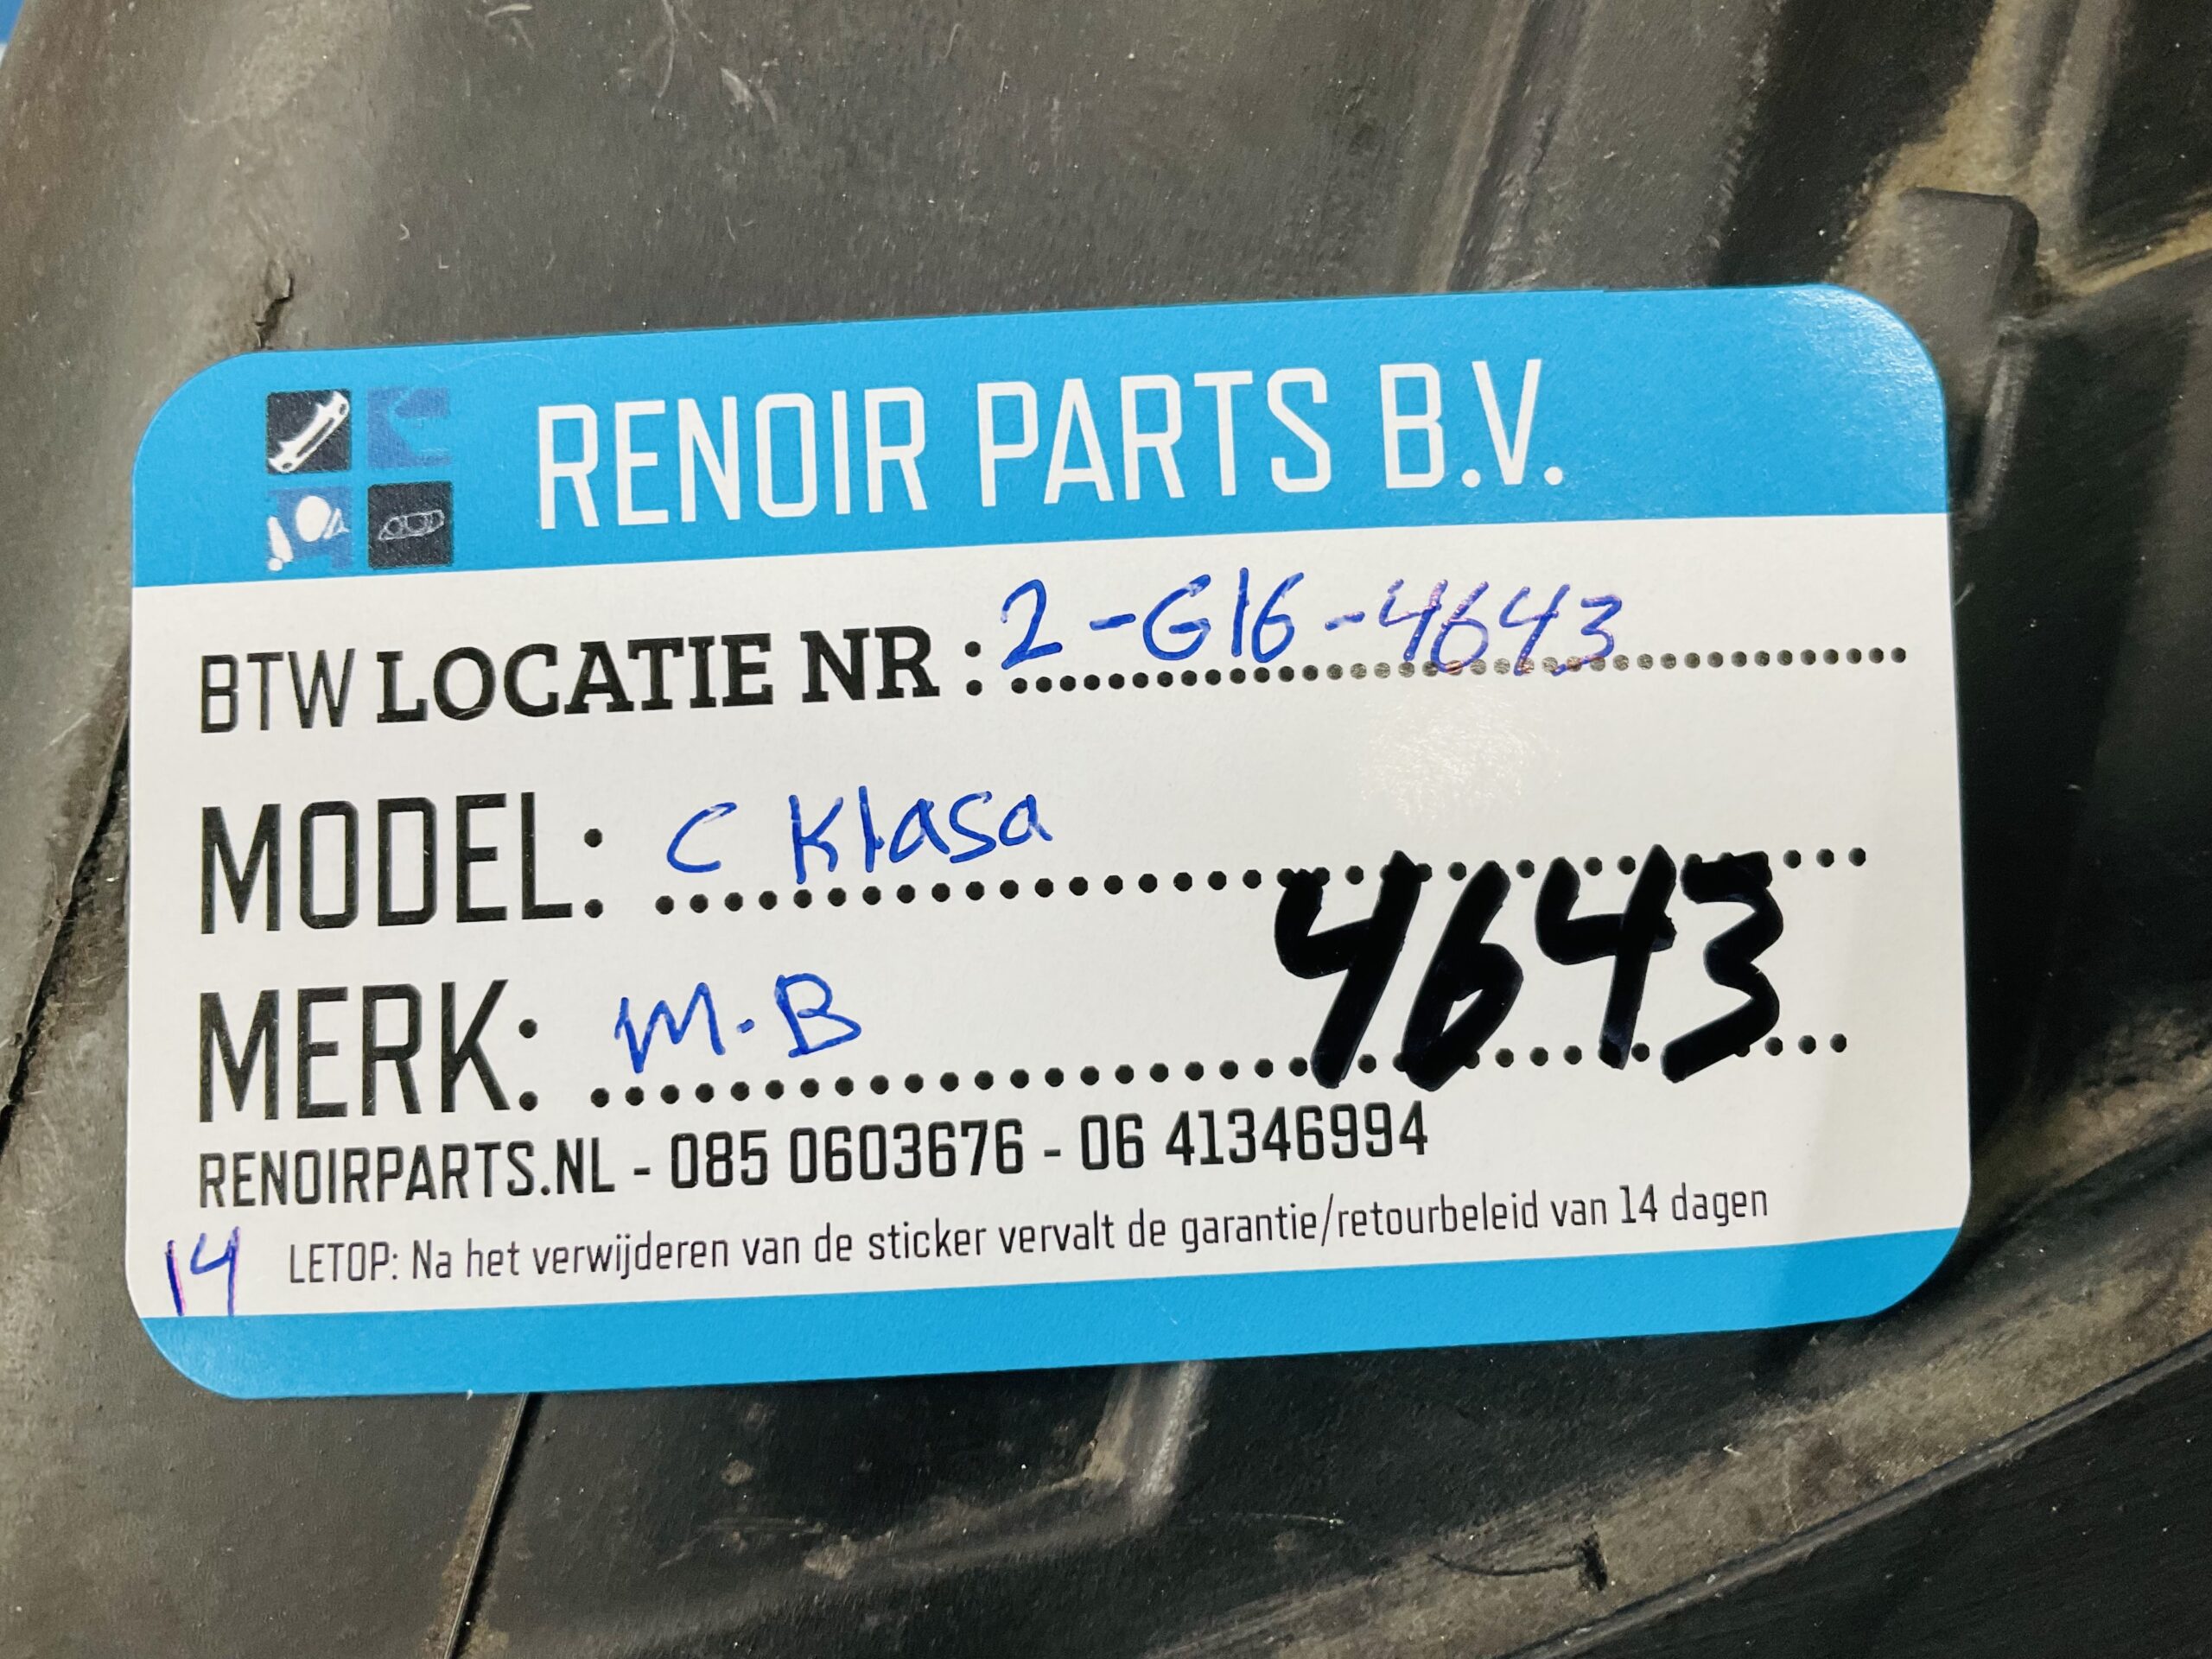 RENOIR PARTS B.V.
BTW LOCATIE NR : 2-G16-4643
MODEL: C Klasa
4643
MERK: M.B
RENOIRPARTS.NL - 085 0603676 - 06 41346994
14 LETOP: Na het verwijderen van de sticker vervalt de garantie/retourbeleid van 14 dagen